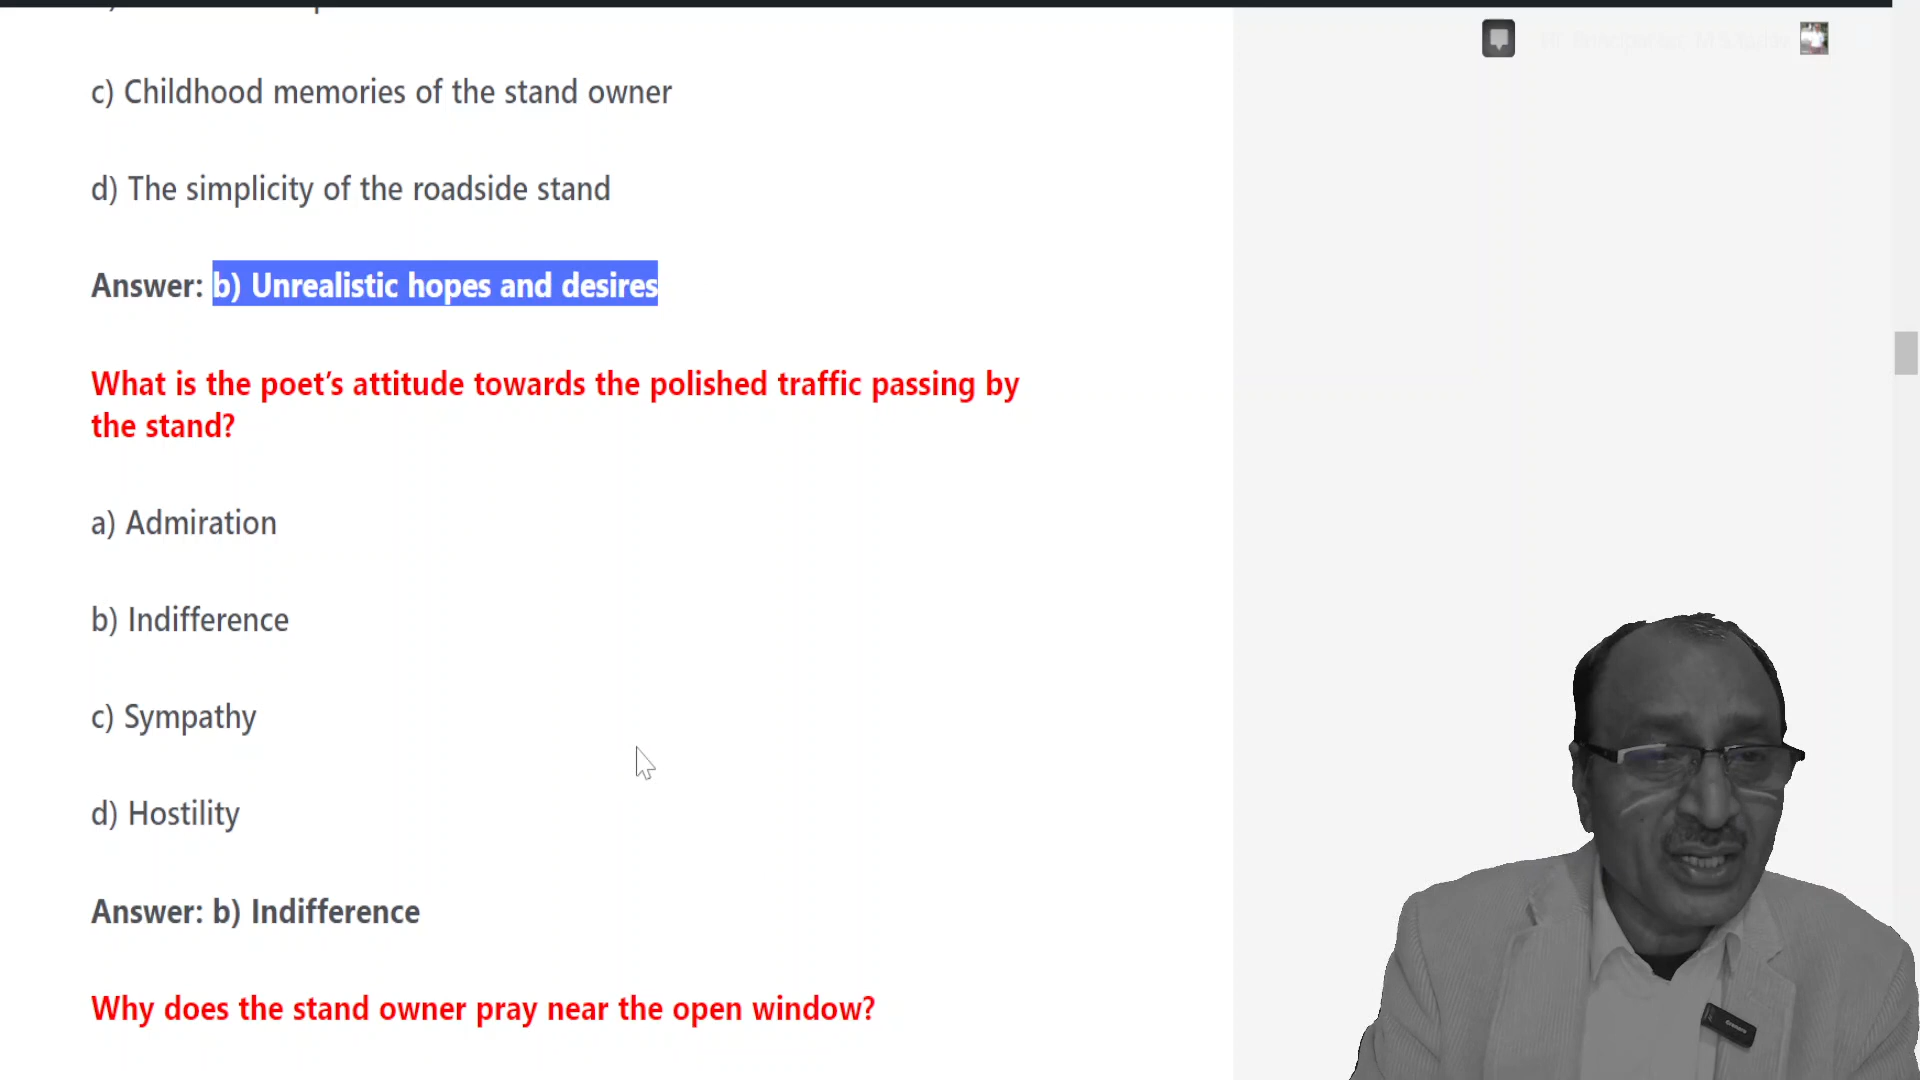 c) Childhood memories of the stand owner
d) The simplicity of the roadside stand
Answer: b) Unrealistic hopes and desires
What is the poet’s attitude towards the polished traffic passing by
the stand?
a) Admiration
b) Indifference
c) Sympathy
d) Hostility
Answer: b) Indifference
Why does the stand owner pray near the open window?